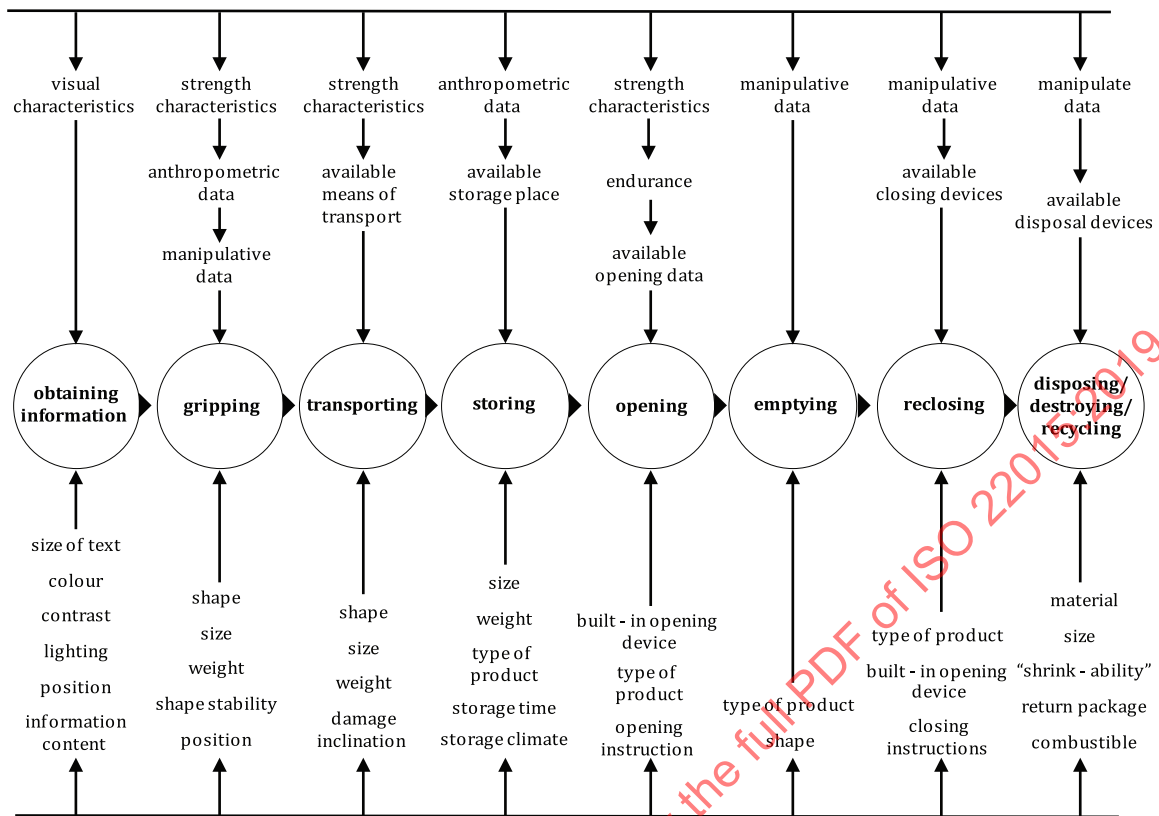 visual
characteristics
strength
characteristics
strength
characteristics
anthropometric
data
strength
characteristics
manipulative
data
manipulative
data
manipulate
data
anthropometric
data
available
means of
transport
available
storage place
endurance
available
closing devices
available
disposal devices
manipulative
data
available
opening data
obtaining
information
gripping
transporting
storing
opening
emptying
reclosing
disposing/
destroying/
recycling
size of text
colour
contrast
lighting
position
information
content
shape
size
weight
shape stability
position
shape
size
weight
damage
inclination
size
weight
type of
product
storage time
storage climate
built - in opening
device
type of
product
opening
instruction
type of product
shape
type of product
built - in opening
device
closing
instructions
material
size
“shrink - ability”
return package
combustible
the full PDF of ISO 22015:2019